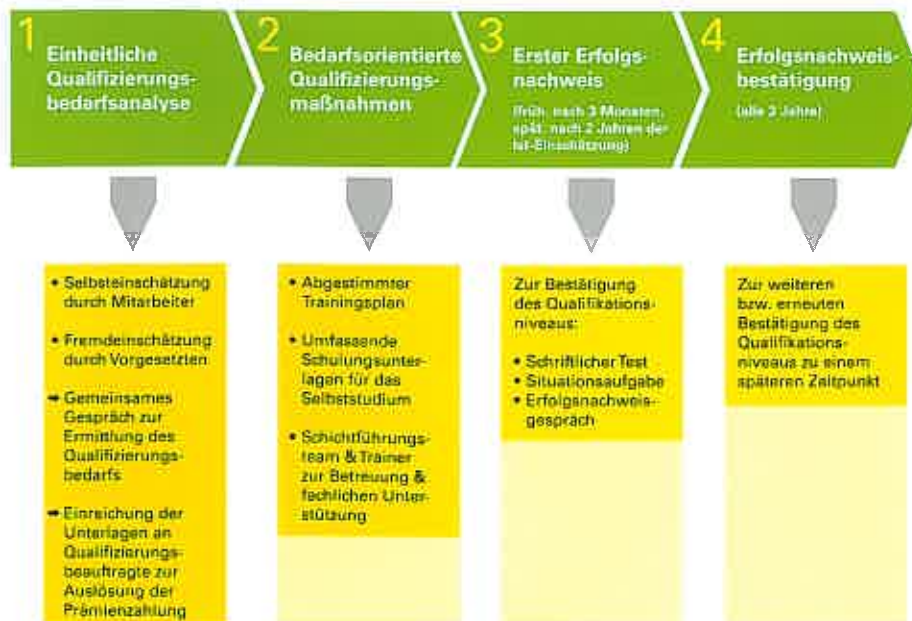 1
Einheitliche
Qualifizierungs-
bedarfsanalyse
2
Bedarfsorientierte
Qualifizierungs-
maßnahmen
3
Erster Erfolgs-
nachweis
(früh. nach 3 Monaten,
spät. nach 2 Jahren der
Ist-Einschätzung)
4
Erfolgsnachweis-
bestätigung
(alle 2 Jahre)
• Selbsteinschätzung
durch Mitarbeiter
• Fremdeinschätzung
durch Vorgesetzten
➡ Gemeinsames
Gespräch zur
Ermittlung des
Qualifizierungs-
bedarfs
➡ Einreichung der
Unterlagen an
Qualifizierungs-
beauftragte zur
Auslösung der
Prämienzahlung
• Abgestimmter
Trainingsplan
• Umfassende
Schulungsunter-
lagen für das
Selbststudium
• Schichtführungs-
team & Trainer
zur Betreuung &
fachlichen Unter-
stützung
Zur Bestätigung
des Qualifikations-
niveaus:
• Schriftlicher Test
• Situationsaufgabe
• Erfolgsnachweis-
gespräch
Zur weiteren
bzw. erneuten
Bestätigung des
Qualifikations-
niveaus zu einem
späteren Zeitpunkt